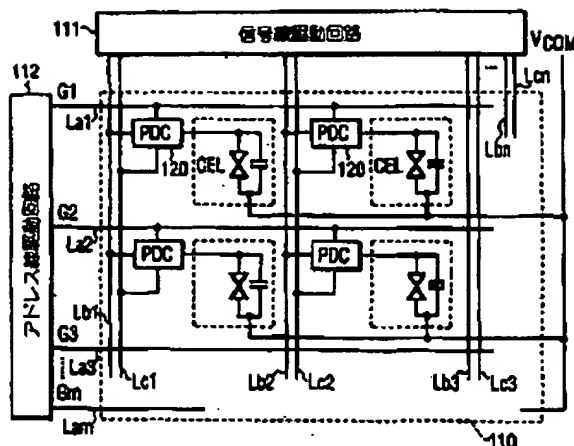 111
信号線駆動回路
VCOM
112
アドレス線駆動回路
G1
La1
PDC
120
CEL
PDC
120
CEL
Lbn
Lcn
G2
La2
PDC
PDC
Lb1
G3
La3
Lc1
Lb2
Lc2
Lb3
Lc3
Gm
Lam
110